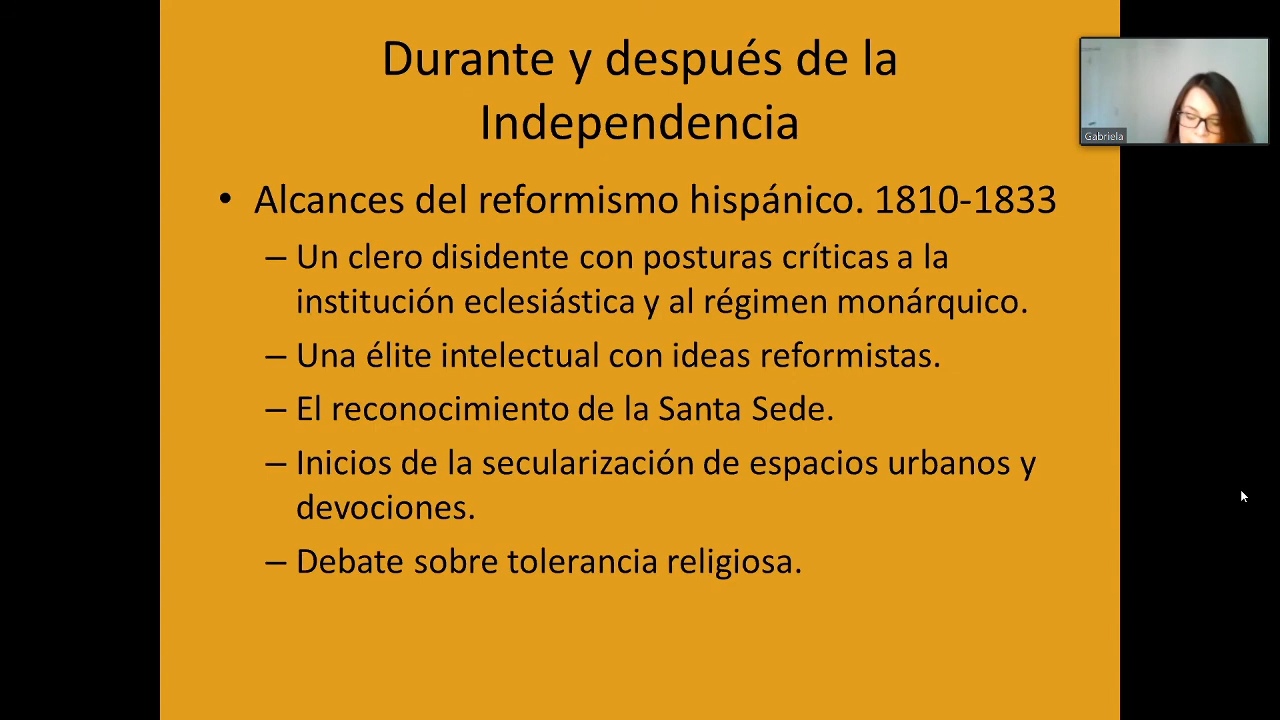 Durante y después de la
Independencia
• Alcances del reformismo hispánico. 1810-1833
– Un clero disidente con posturas críticas a la
institución eclesiástica y al régimen monárquico.
– Una élite intelectual con ideas reformistas.
– El reconocimiento de la Santa Sede.
– Inicios de la secularización de espacios urbanos y
devociones.
– Debate sobre tolerancia religiosa.
Gabriela